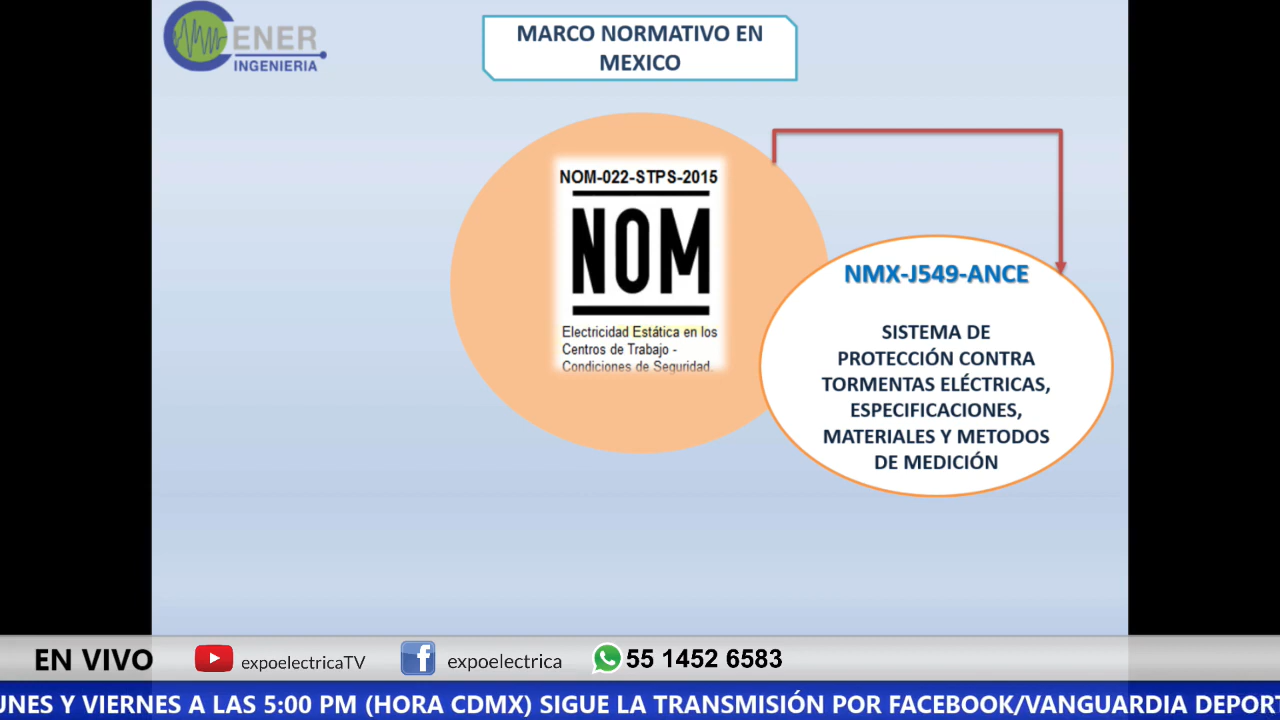 ENER
INGENIERIA
MARCO NORMATIVO EN
MEXICO
NOM-022-STPS-2015
NOM
Electricidad Estática en los
Centros de Trabajo -
Condiciones de Seguridad.
NMX-J549-ANCE
SISTEMA DE
PROTECCIÓN CONTRA
TORMENTAS ELÉCTRICAS,
ESPECIFICACIONES,
MATERIALES Y METODOS
DE MEDICIÓN
EN VIVO
expoelectricaTV
expoelectrica
55 1452 6583
UNES Y VIERNES A LAS 5:00 PM (HORA CDMX) SIGUE LA TRANSMISIÓN POR FACEBOOK/VANGUARDIA DEPORT